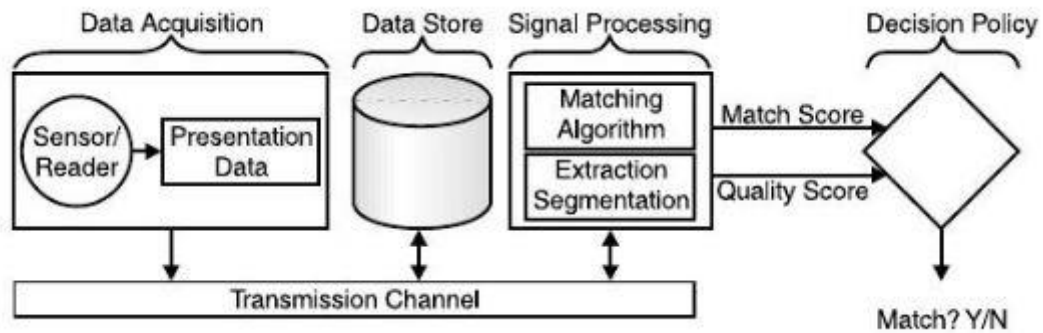 Data Acquisition
Data Store
Signal Processing
Decision Policy
Sensor/
Reader
Presentation
Data
Matching
Algorithm
Extraction
Segmentation
Match Score
Quality Score
Transmission Channel
Match? Y/N